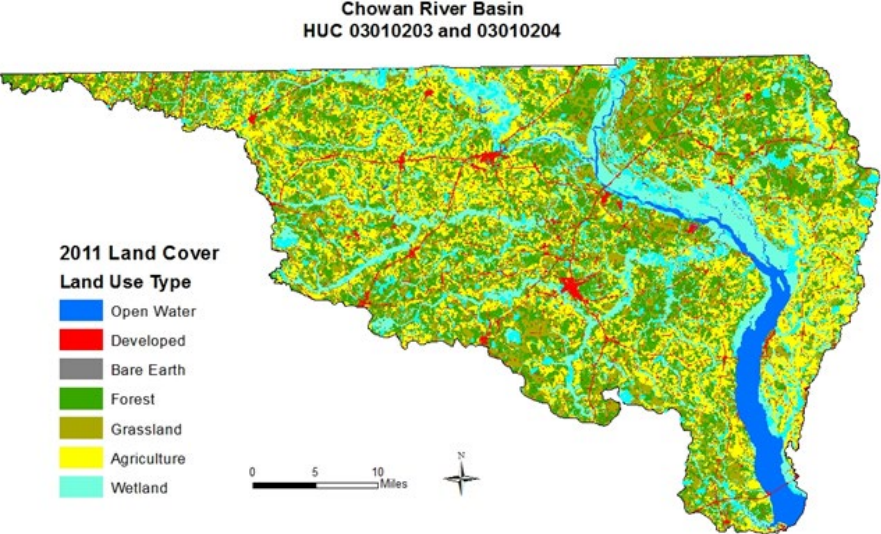 Chowan River Basin
HUC 03010203 and 03010204
2011 Land Cover
Land Use Type
Open Water
Developed
Bare Earth
Forest
Grassland
Agriculture
Wetland
0 5 10
Miles
N